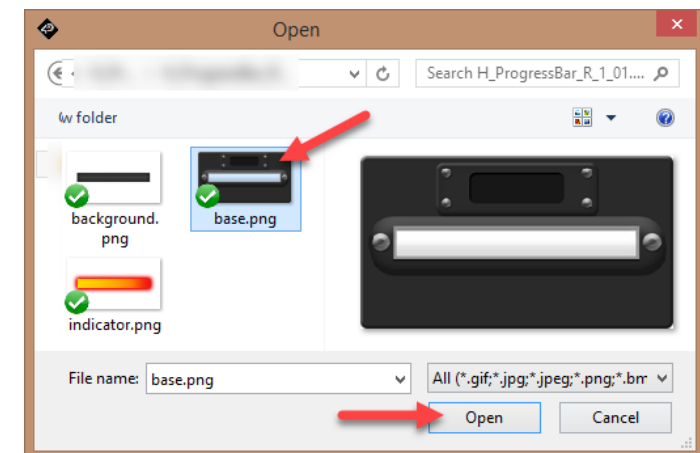 Open
Search H_ProgressBar_R_1_01....
w folder
background.
png
base.png
indicator.png
File name:
base.png
All (*.gif;*.jpg;*.jpeg;*.png;*.bm
Open
Cancel